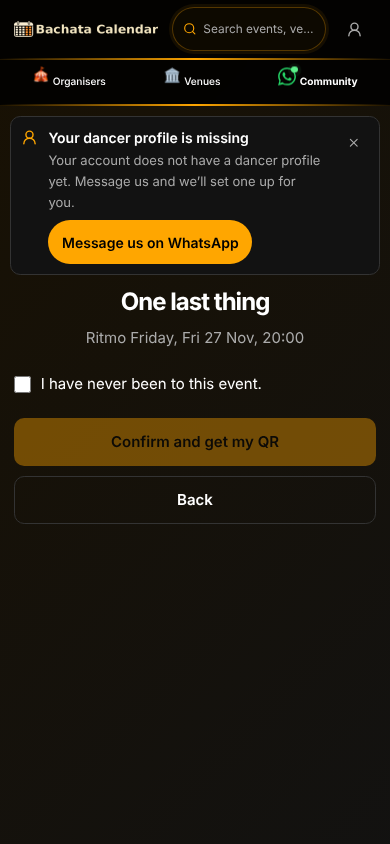 Bachata Calendar
Search events, ve...
Organisers
Venues
Community
Your dancer profile is missing
Your account does not have a dancer profile
yet. Message us and we’ll set one up for
you.
Message us on WhatsApp
One last thing
Ritmo Friday, Fri 27 Nov, 20:00
I have never been to this event.
Confirm and get my QR
Back